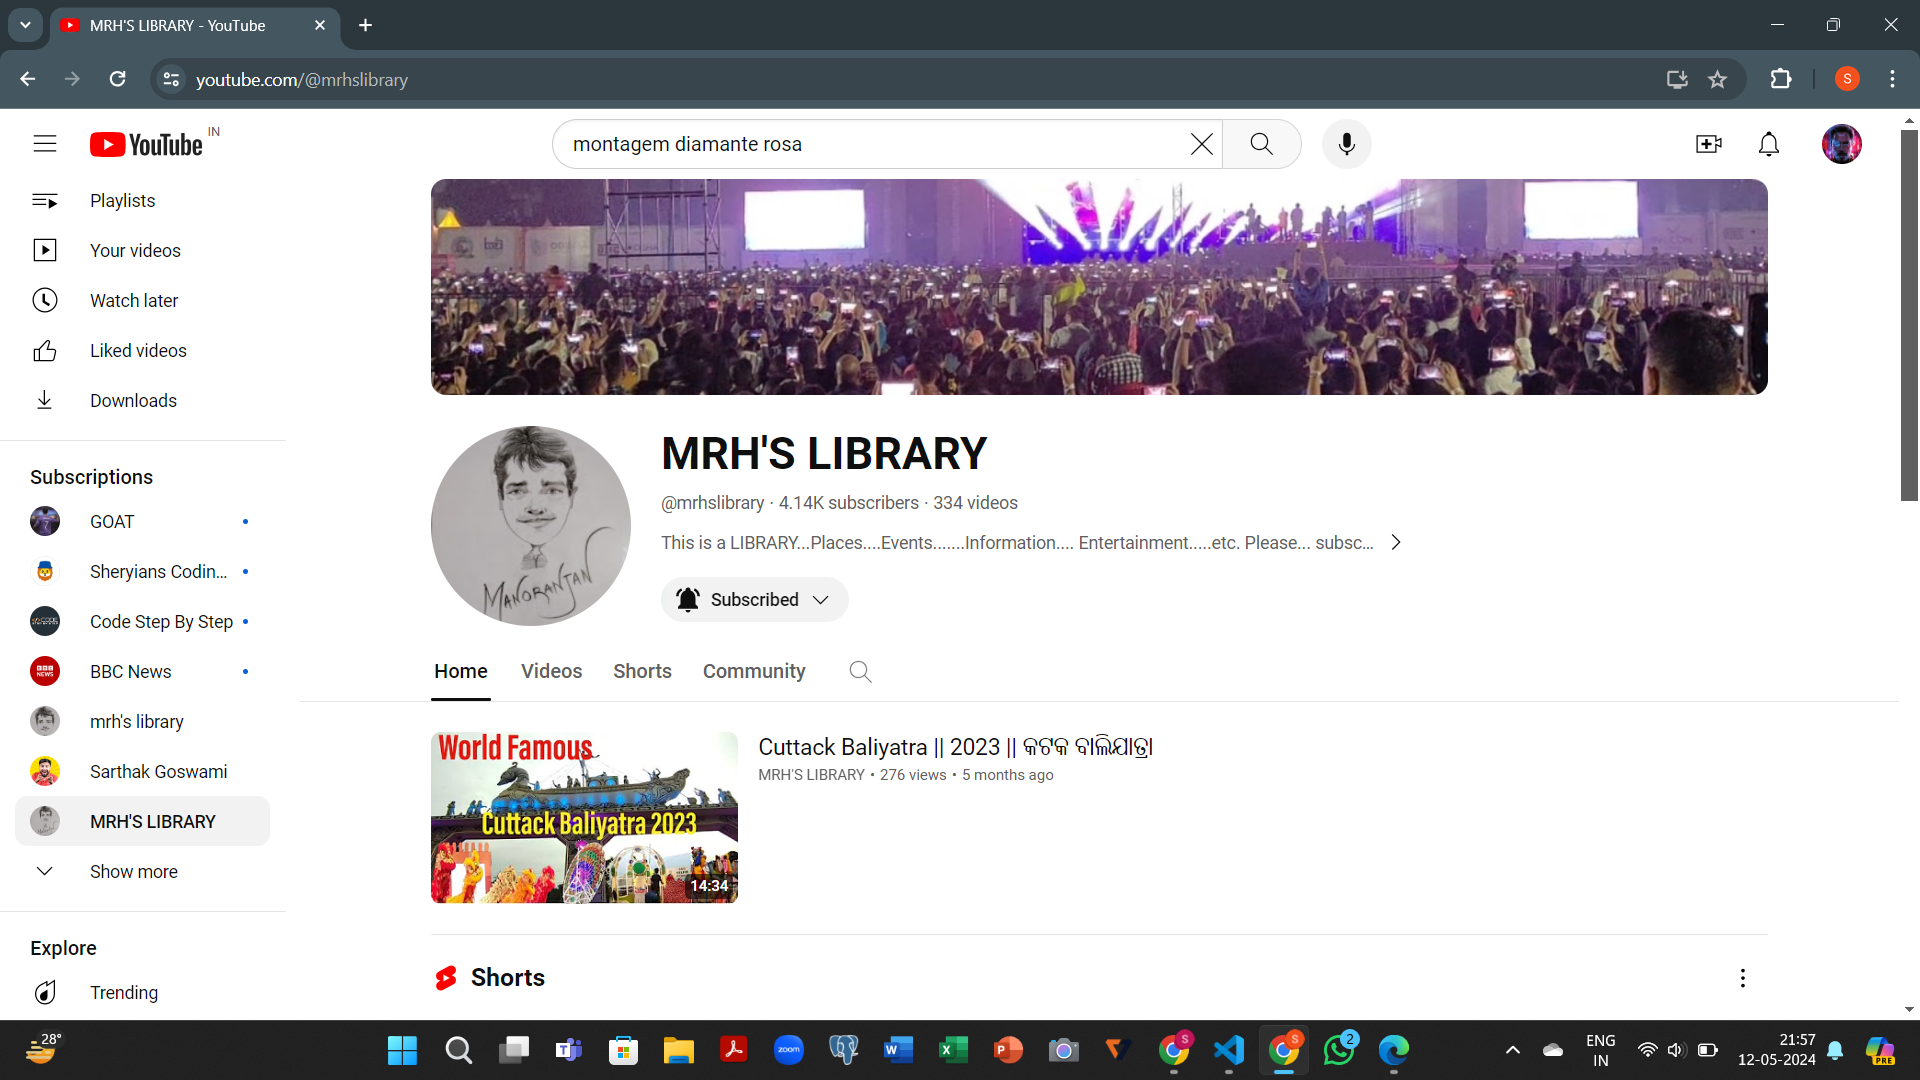 MRH'S LIBRARY - YouTube
youtube.com/@mrhslibrary
S
YouTube IN
montagem diamante rosa
Playlists
Your videos
Watch later
Liked videos
Downloads
Subscriptions
GOAT
Sheryians Codin...
Code Step By Step
BBC News
mrh's library
Sarthak Goswami
MRH'S LIBRARY
Show more
Explore
Trending
MANORANJAN
MRH'S LIBRARY
@mrhslibrary · 4.14K subscribers · 334 videos
This is a LIBRARY...Places....Events.......Information.... Entertainment.....etc. Please... subsc...
Subscribed
Home Videos Shorts Community
World Famous
Cuttack Baliyatra 2023
14:34
Cuttack Baliyatra || 2023 || କଟକ ବାଲିଯାତ୍ରା
MRH'S LIBRARY • 276 views • 5 months ago
Shorts
28°
zoom
S
S
2
ENG
IN
21:57
12-05-2024
PRE